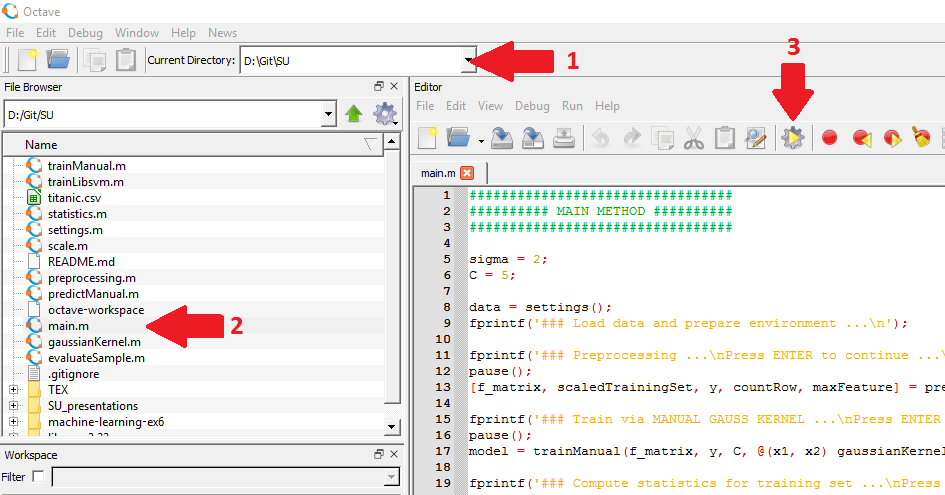 Octave
File Edit Debug Window Help News
Current Directory: D:\Git\SU
1
3
File Browser
D:/Git/SU
Name
trainManual.m
trainLibsvm.m
titanic.csv
statistics.m
settings.m
scale.m
README.md
preprocessing.m
predictManual.m
octave-workspace
main.m
2
gaussianKernel.m
evaluateSample.m
.gitignore
TEX
SU_presentations
machine-learning-ex6
Workspace
Filter
Editor
File Edit View Debug Run Help
main.m
1 #################################
2 ########## MAIN METHOD ##########
3 #################################
4
5 sigma = 2;
6 C = 5;
7
8 data = settings();
9 fprintf('### Load data and prepare environment ...\n');
10
11 fprintf('### Preprocessing ...\nPress ENTER to continue ...\
12 pause();
13 [f_matrix, scaledTrainingSet, y, countRow, maxFeature] = pre
14
15 fprintf('### Train via MANUAL GAUSS KERNEL ...\nPress ENTER
16 pause();
17 model = trainManual(f_matrix, y, C, @(x1, x2) gaussianKernel
18
19 fprintf('### Compute statistics for training set ...\nPress